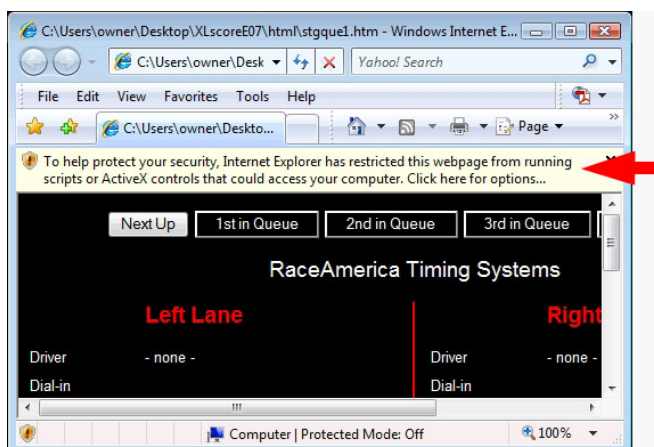 C:\Users\owner\Desktop\XLscoreE07\html\stgque1.htm - Windows Internet E...
C:\Users\owner\Desk
Yahoo! Search
File Edit View Favorites Tools Help
C:\Users\owner\Deskto...
Page
To help protect your security, Internet Explorer has restricted this webpage from running
scripts or ActiveX controls that could access your computer. Click here for options...
Next Up 1st in Queue 2nd in Queue 3rd in Queue
RaceAmerica Timing Systems
Left Lane Right
Driver - none - Driver - none -
Dial-in Dial-in
Computer | Protected Mode: Off 100%